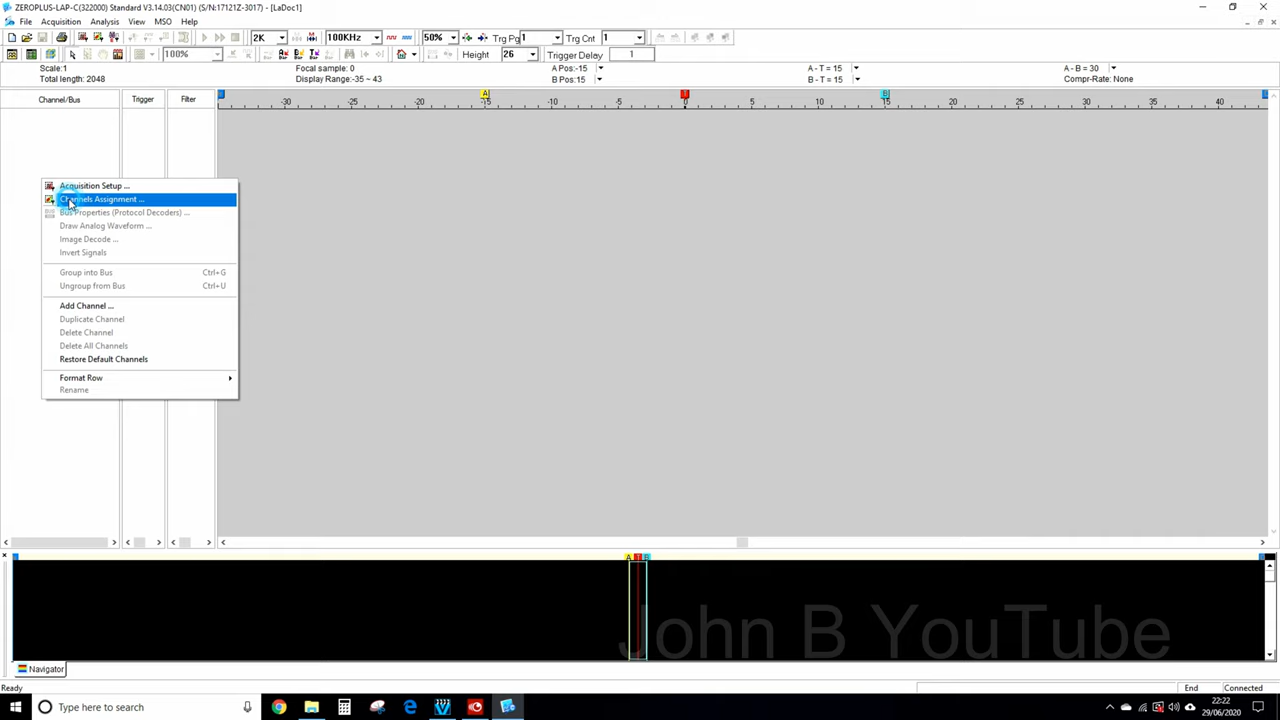 ZEROPLUS-LAP-C(322000) Standard V3.14.03(CN01) (S/N:17121Z-3017) - [LaDoc1]
File Acquisition Analysis View MSO Help
2K 100KHz 50% Trg Pg 1 Trg Cnt 1
100% Height 26 Trigger Delay 1
Scale:1 Focal sample: 0 A Pos:-15 A - T = 15 A - B = 30
Total length: 2048 Display Range:-35 ~ 43 B Pos:15 B - T = 15 Compr-Rate: None
Channel/Bus Trigger Filter
A T B
-30 -25 -20 -15 -10 -5 0 5 10 15 20 25 30 35 40
Acquisition Setup ...
Channels Assignment ...
Bus Properties (Protocol Decoders) ...
Draw Analog Waveform ...
Image Decode ...
Invert Signals
Group into Bus Ctrl+G
Ungroup from Bus Ctrl+U
Add Channel ...
Duplicate Channel
Delete Channel
Delete All Channels
Restore Default Channels
Format Row
Rename
A T B
John B YouTube
Navigator
Ready End Connected
Type here to search
22:22
29/06/2020